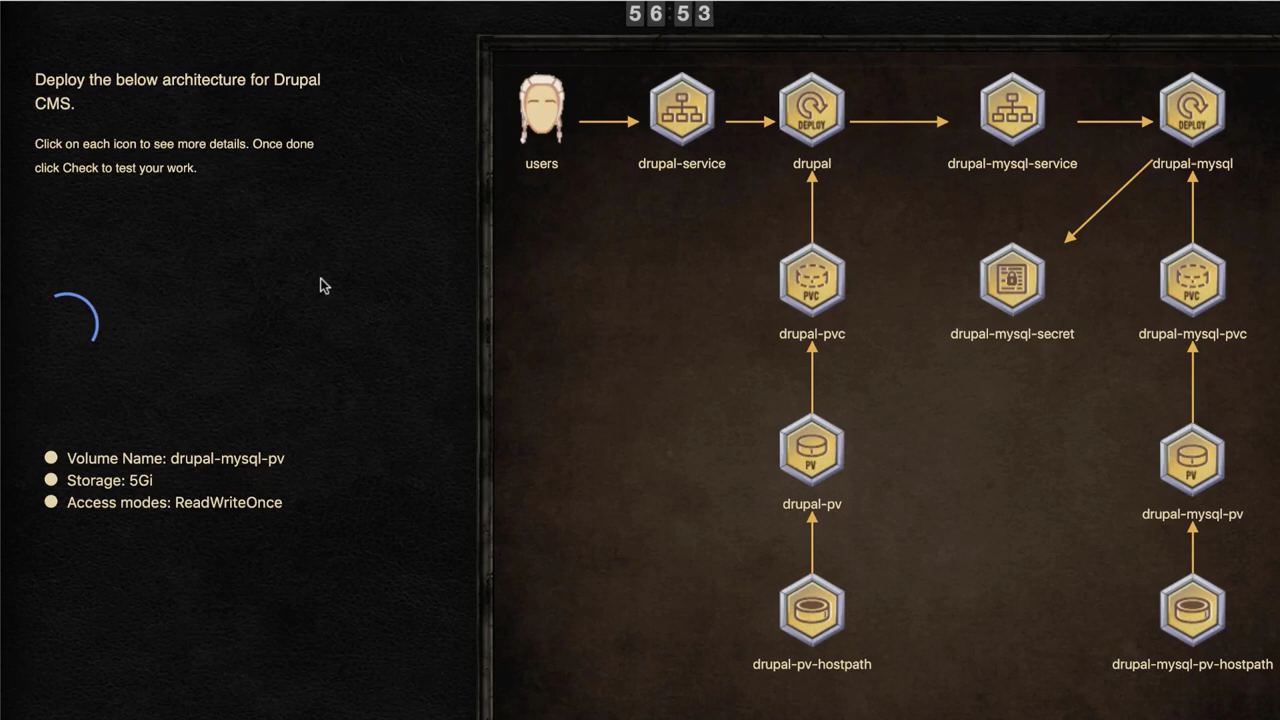 56 53
Deploy the below architecture for Drupal
CMS.
Click on each icon to see more details. Once done
click Check to test your work.
Volume Name: drupal-mysql-pv
Storage: 5Gi
Access modes: ReadWriteOnce
users
drupal-service
DEPLOY
drupal
drupal-mysql-service
DEPLOY
drupal-mysql
PVC
drupal-pvc
drupal-mysql-secret
PVC
drupal-mysql-pvc
PV
drupal-pv
PV
drupal-mysql-pv
drupal-pv-hostpath
drupal-mysql-pv-hostpath